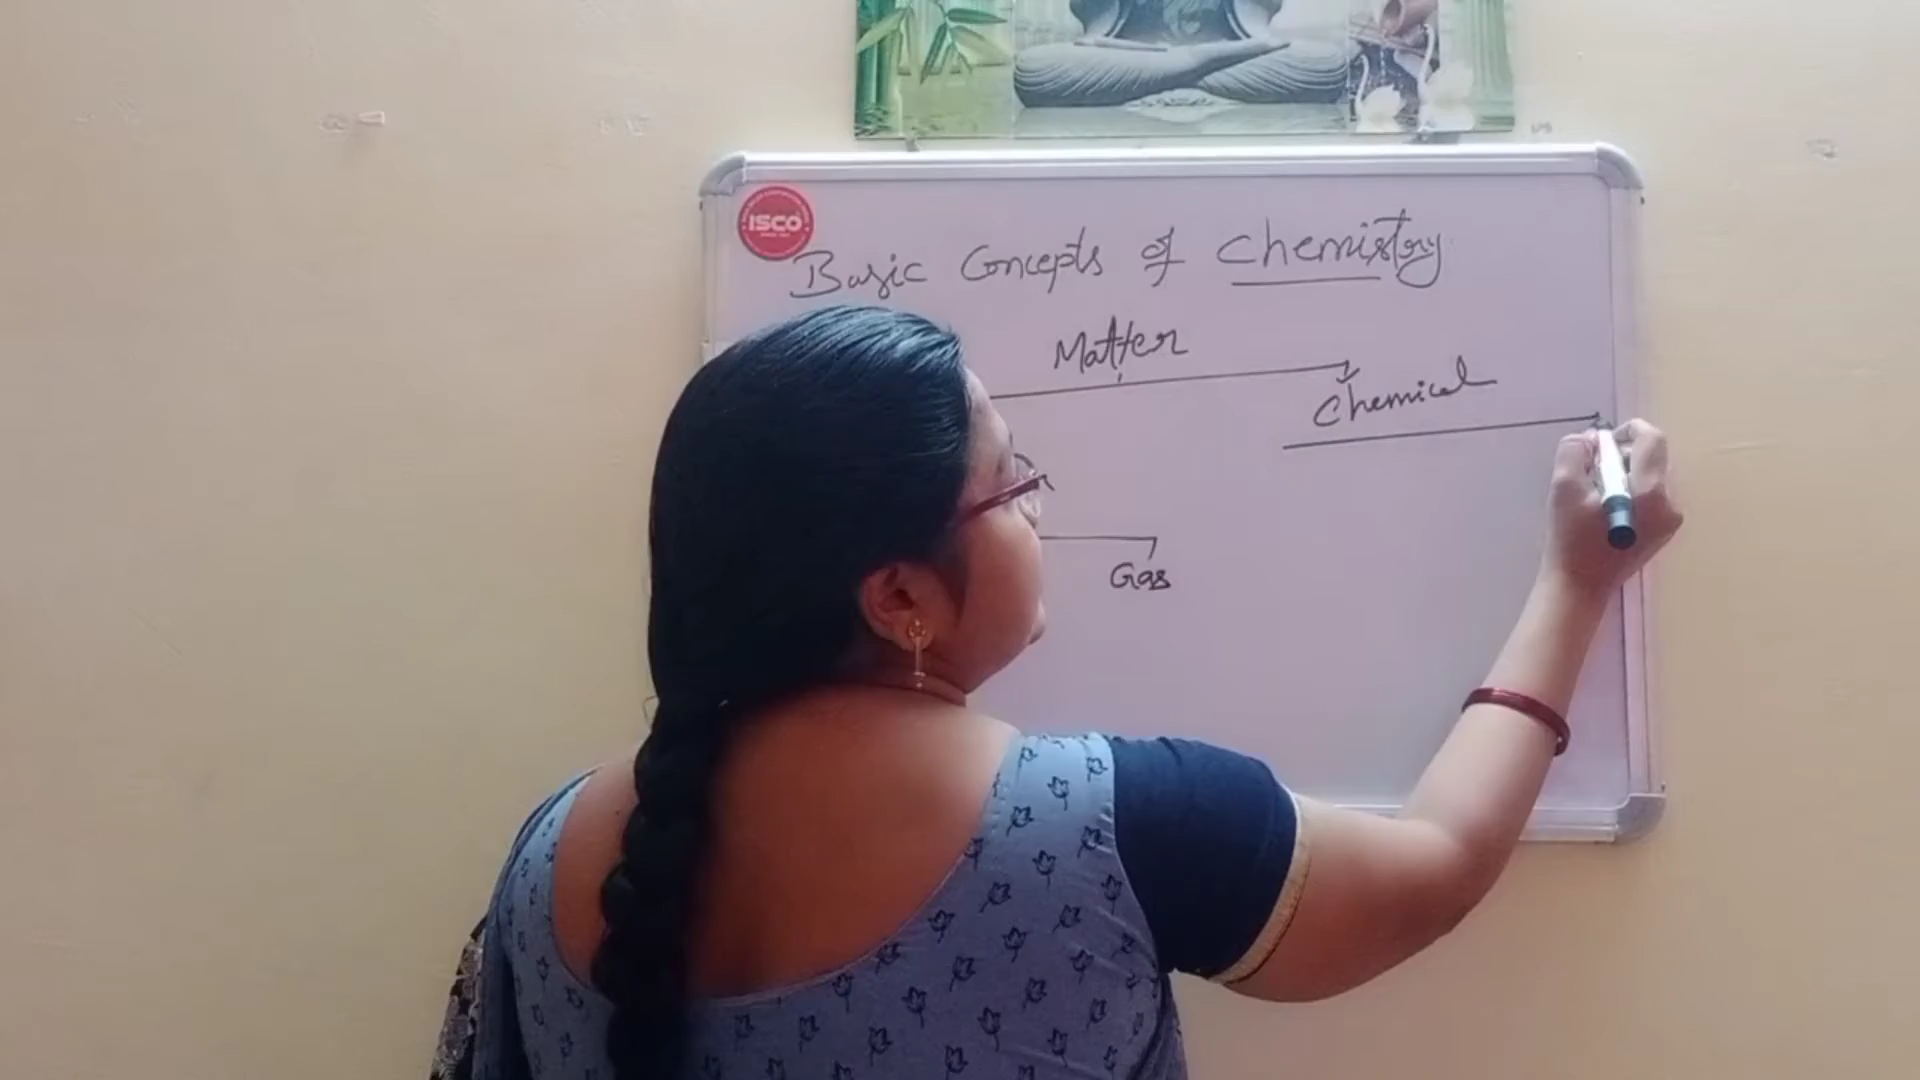 ISCO
Basic Concepts of Chemistry
Matter
Chemical
Gas